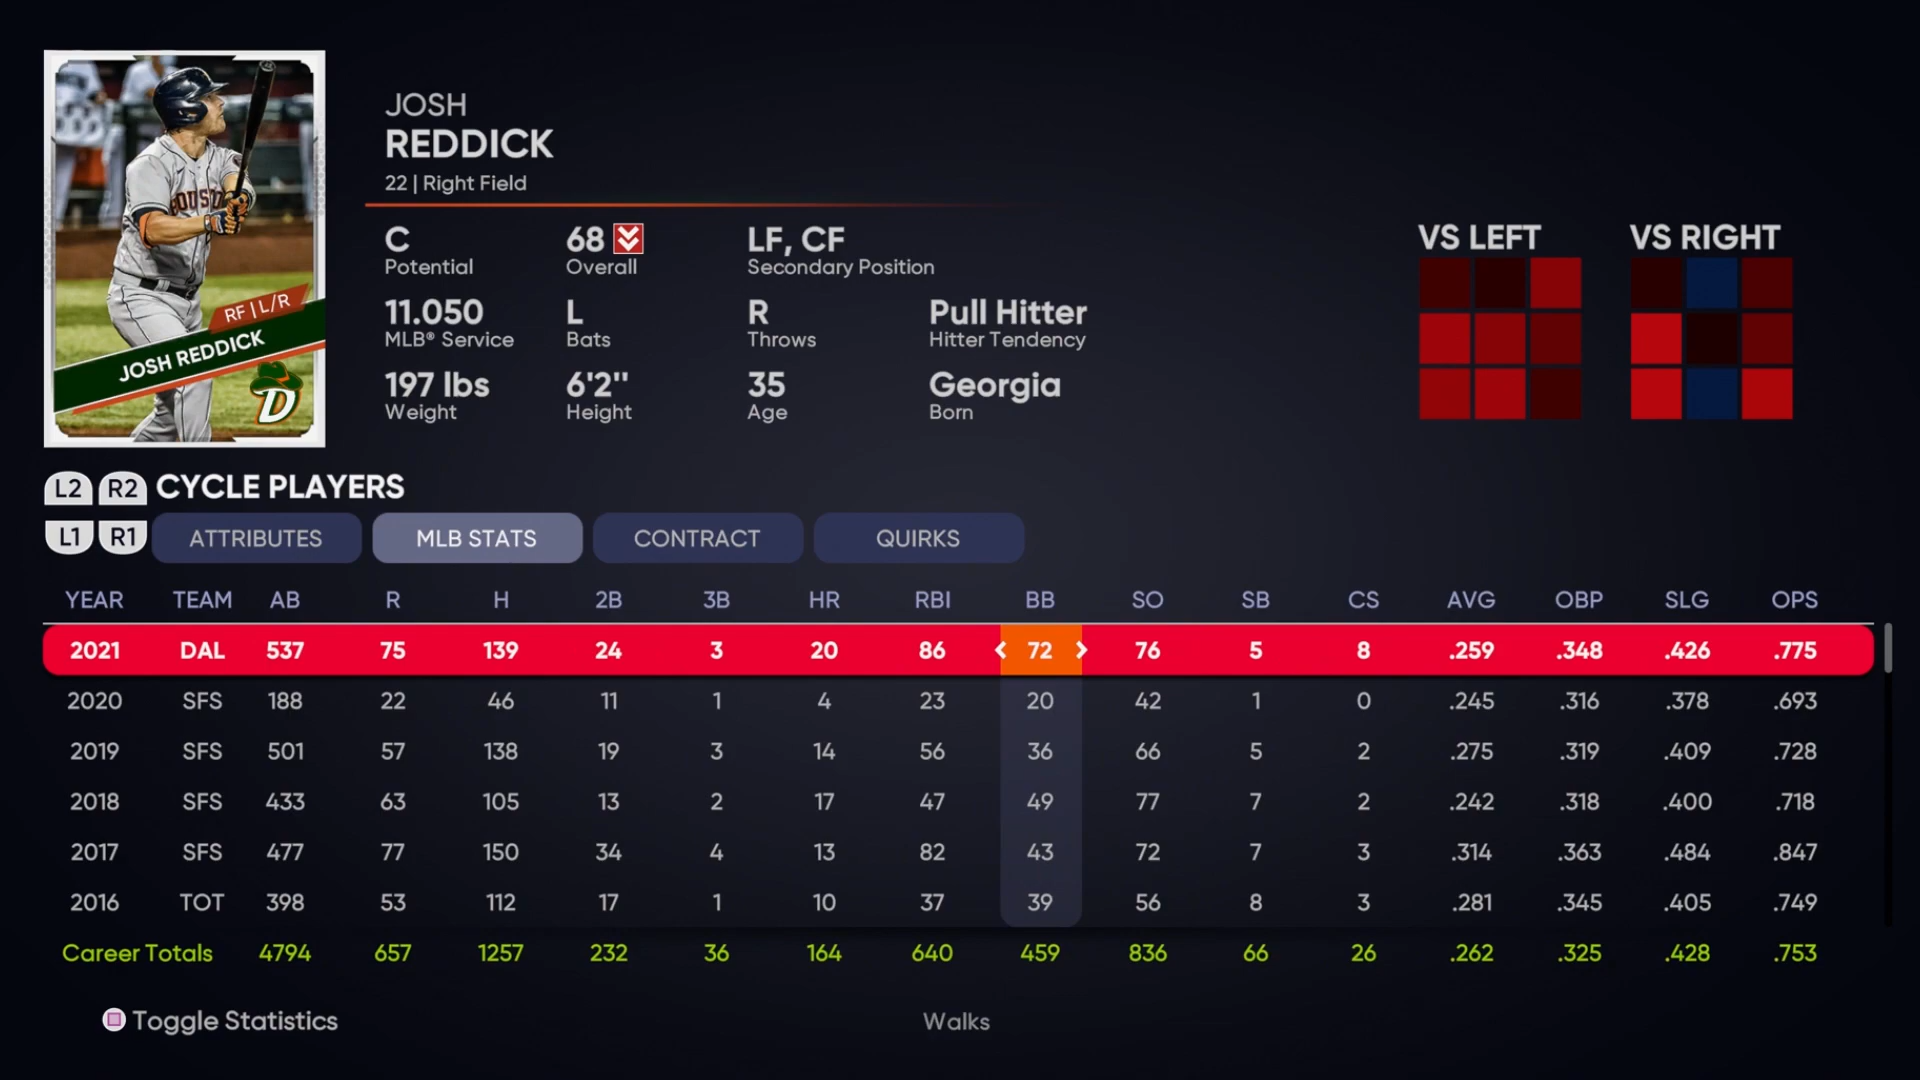 HOUSTON
RF | L/R
JOSH REDDICK
D
JOSH
REDDICK
22 | Right Field
C
Potential
68
Overall
LF, CF
Secondary Position
11.050
MLB® Service
L
Bats
R
Throws
Pull Hitter
Hitter Tendency
197 lbs
Weight
6'2"
Height
35
Age
Georgia
Born
VS LEFT
VS RIGHT
L2 R2 CYCLE PLAYERS
L1 R1 ATTRIBUTES MLB STATS CONTRACT QUIRKS
YEAR TEAM AB R H 2B 3B HR RBI BB SO SB CS AVG OBP SLG OPS
2021 DAL 537 75 139 24 3 20 86 < 72 > 76 5 8 .259 .348 .426 .775
2020 SFS 188 22 46 11 1 4 23 20 42 1 0 .245 .316 .378 .693
2019 SFS 501 57 138 19 3 14 56 36 66 5 2 .275 .319 .409 .728
2018 SFS 433 63 105 13 2 17 47 49 77 7 2 .242 .318 .400 .718
2017 SFS 477 77 150 34 4 13 82 43 72 7 3 .314 .363 .484 .847
2016 TOT 398 53 112 17 1 10 37 39 56 8 3 .281 .345 .405 .749
Career Totals 4794 657 1257 232 36 164 640 459 836 66 26 .262 .325 .428 .753
Toggle Statistics
Walks